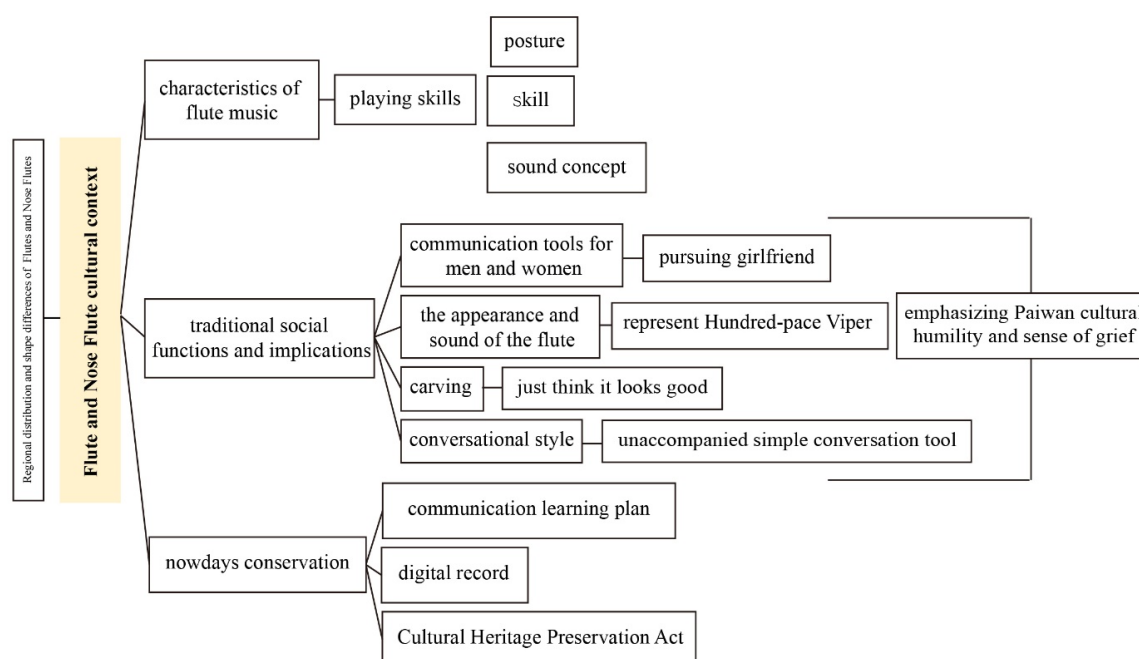 Regional distribution and shape differences of Flutes and Nose Flutes
Flute and Nose Flute cultural context
characteristics of
flute music
playing skills
posture
skill
sound concept
traditional social
functions and implications
communication tools for
men and women
pursuing girlfriend
the appearance and
sound of the flute
represent Hundred-pace Viper
carving
just think it looks good
conversational style
unaccompanied simple conversation tool
emphasizing Paiwan cultural
humility and sense of grief
nowdays conservation
communication learning plan
digital record
Cultural Heritage Preservation Act